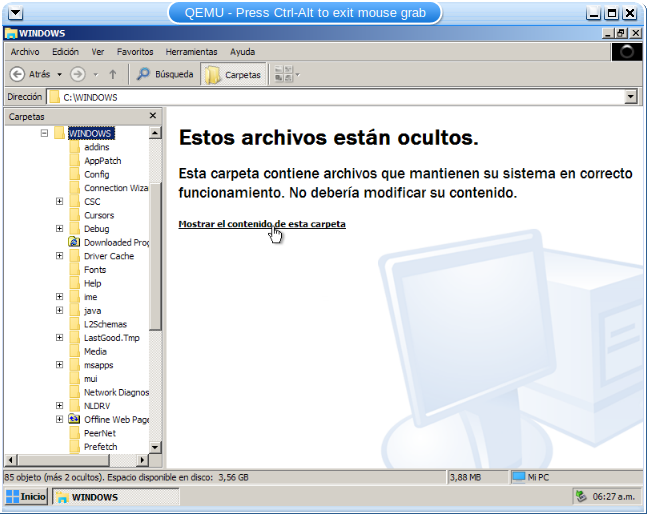 QEMU - Press Ctrl-Alt to exit mouse grab
WINDOWS
Archivo Edición Ver Favoritos Herramientas Ayuda
Atrás Búsqueda Carpetas
Dirección C:\WINDOWS
Carpetas
WINDOWS
addins
AppPatch
Config
Connection Wiza
CSC
Cursors
Debug
Downloaded Prog
Driver Cache
Fonts
Help
ime
java
L2Schemas
LastGood.Tmp
Media
msapps
mui
Network Diagnos
NLDRV
Offline Web Page
PeerNet
Prefetch
Estos archivos están ocultos.
Esta carpeta contiene archivos que mantienen su sistema en correcto
funcionamiento. No debería modificar su contenido.
Mostrar el contenido de esta carpeta
85 objeto (más 2 ocultos). Espacio disponible en disco: 3,56 GB
3,88 MB
Mi PC
Inicio
WINDOWS
06:27 a.m.